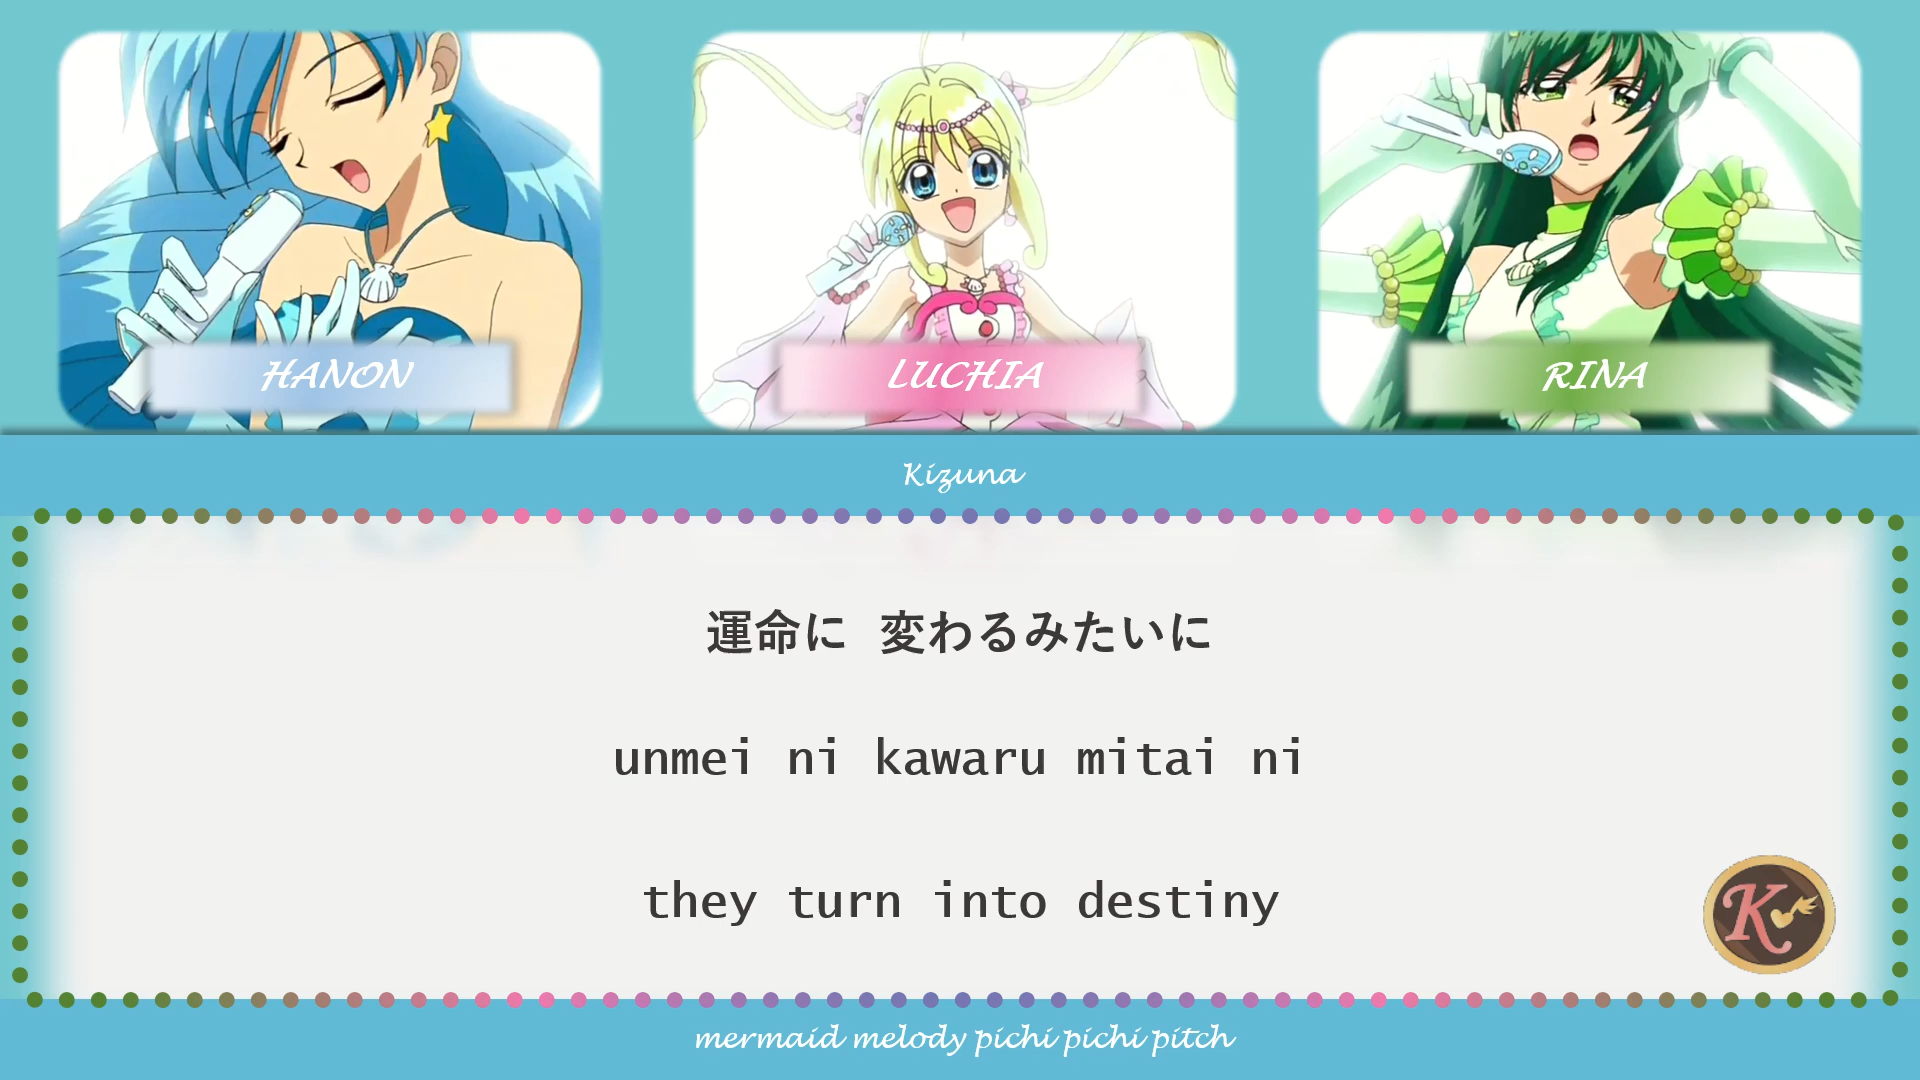 HANON
LUCHIA
RINA
Kizuna
運命に 変わるみたいに
unmei ni kawaru mitai ni
they turn into destiny
K
mermaid melody pichi pichi pitch